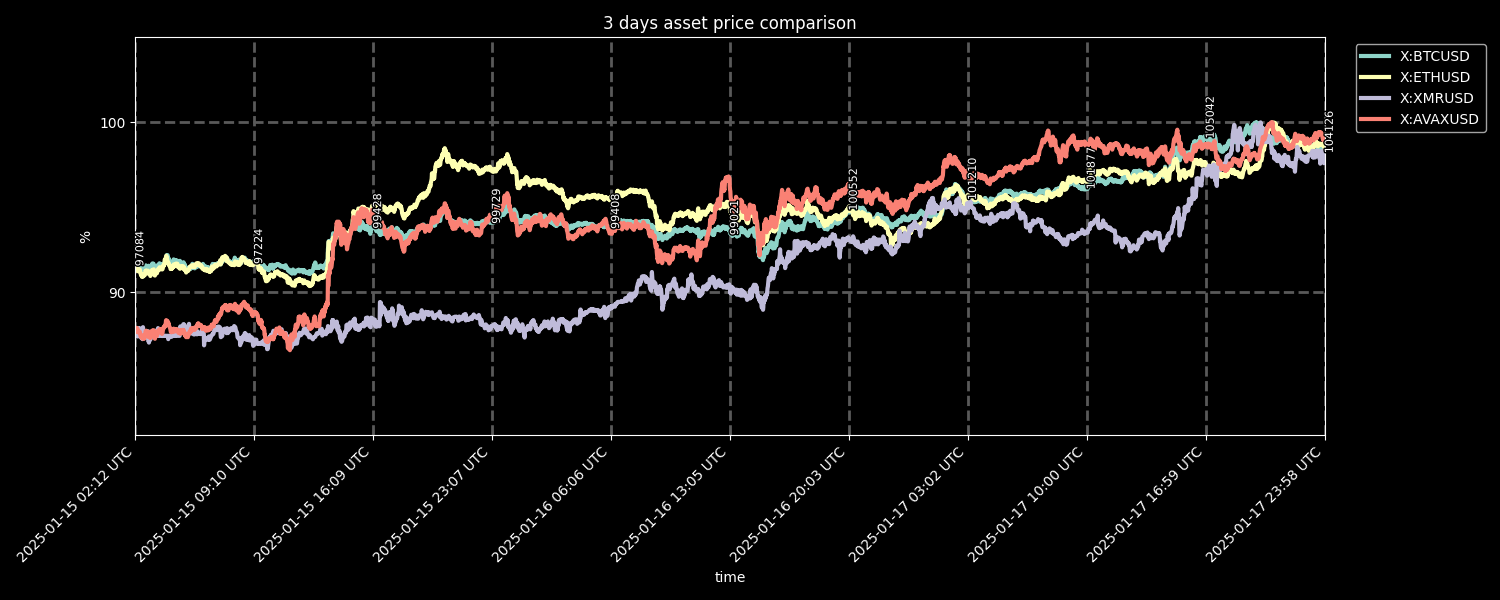 3 days asset price comparison
X:BTCUSD
X:ETHUSD
X:XMRUSD
X:AVAXUSD
100
90
%
97084
97224
99428
99729
99408
99021
100552
101210
101877
105042
104126
2025-01-15 02:12 UTC
2025-01-15 09:10 UTC
2025-01-15 16:09 UTC
2025-01-15 23:07 UTC
2025-01-16 06:06 UTC
2025-01-16 13:05 UTC
2025-01-16 20:03 UTC
2025-01-17 03:02 UTC
2025-01-17 10:00 UTC
2025-01-17 16:59 UTC
2025-01-17 23:58 UTC
time